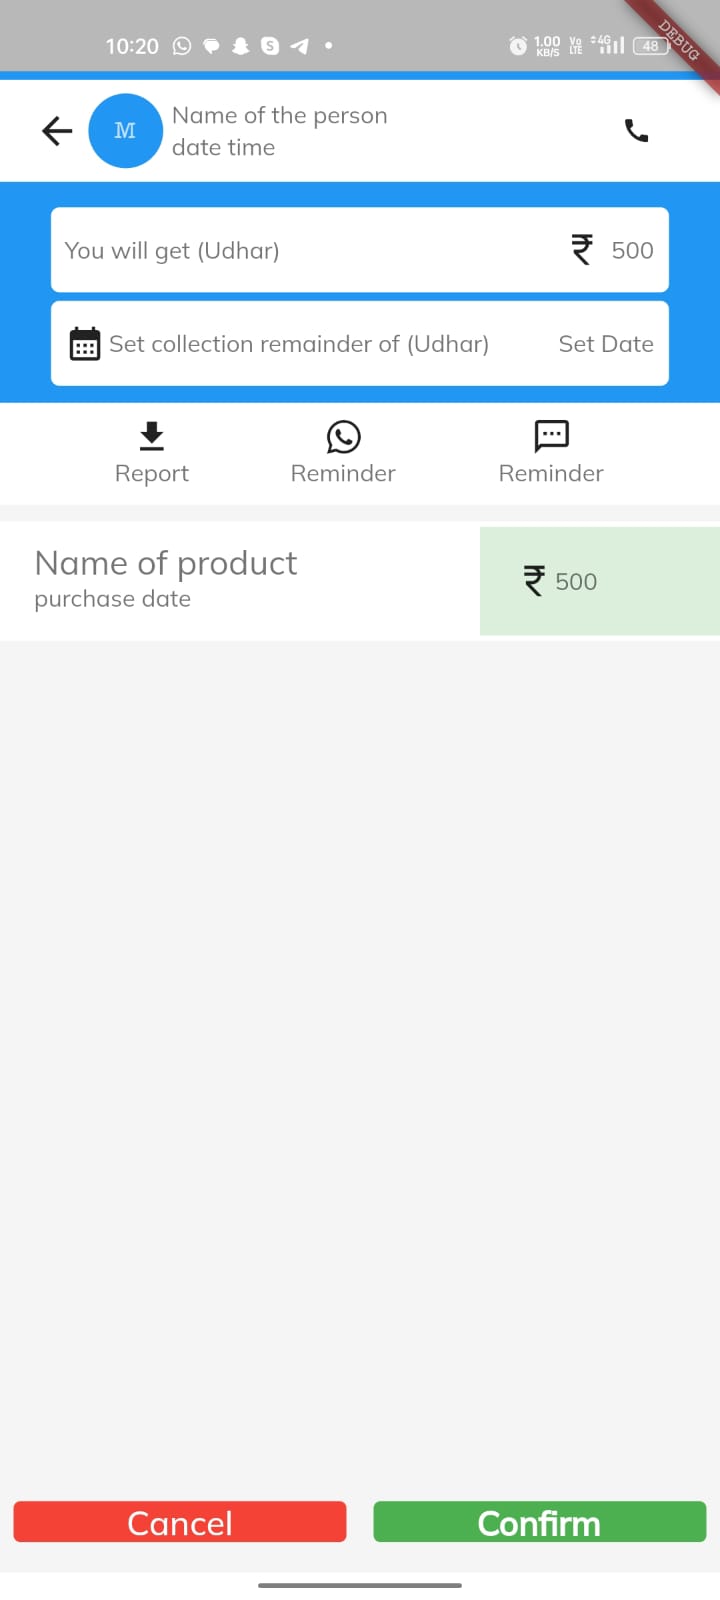 10:20 1.00 KB/S Vo LTE 4G 48
DEBUG
M
Name of the person
date time
You will get (Udhar) ₹ 500
Set collection remainder of (Udhar) Set Date
Report Reminder Reminder
Name of product
purchase date
₹ 500
Cancel Confirm